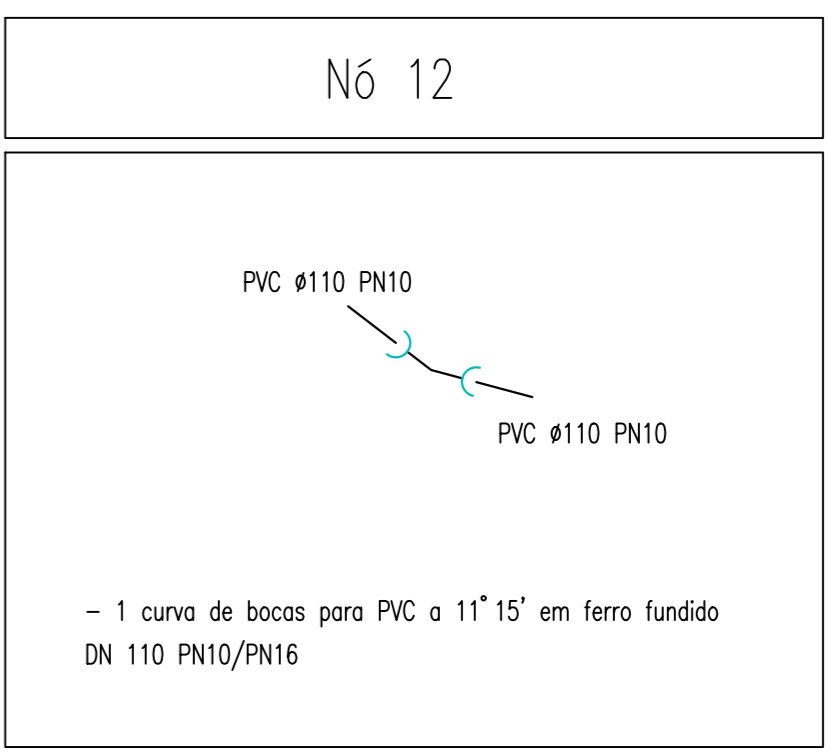 Nó 12
PVC ø110 PN10
PVC ø110 PN10
– 1 curva de bocas para PVC a 11°15' em ferro fundido
DN 110 PN10/PN16